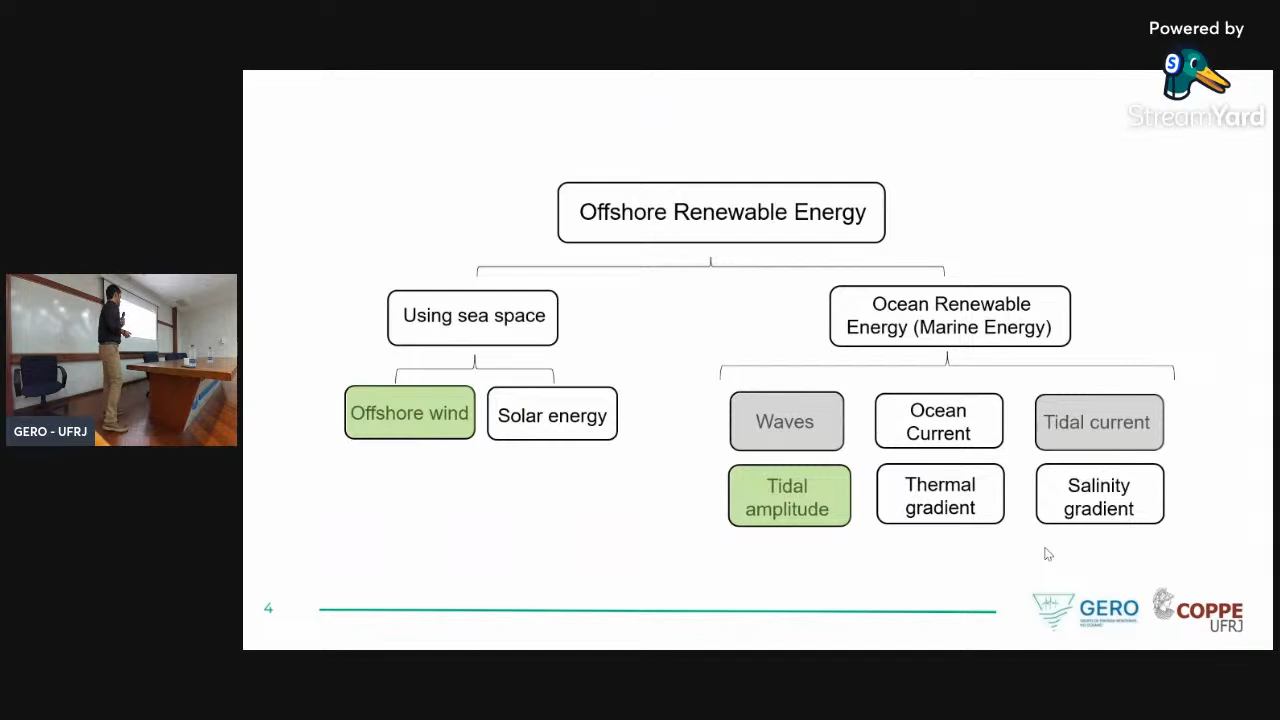 Powered by
StreamYard
Offshore Renewable Energy
Using sea space
Ocean Renewable
Energy (Marine Energy)
Offshore wind
Solar energy
Waves
Ocean
Current
Tidal current
Tidal
amplitude
Thermal
gradient
Salinity
gradient
GERO - UFRJ
4
GERO
COPPE
UFRJ